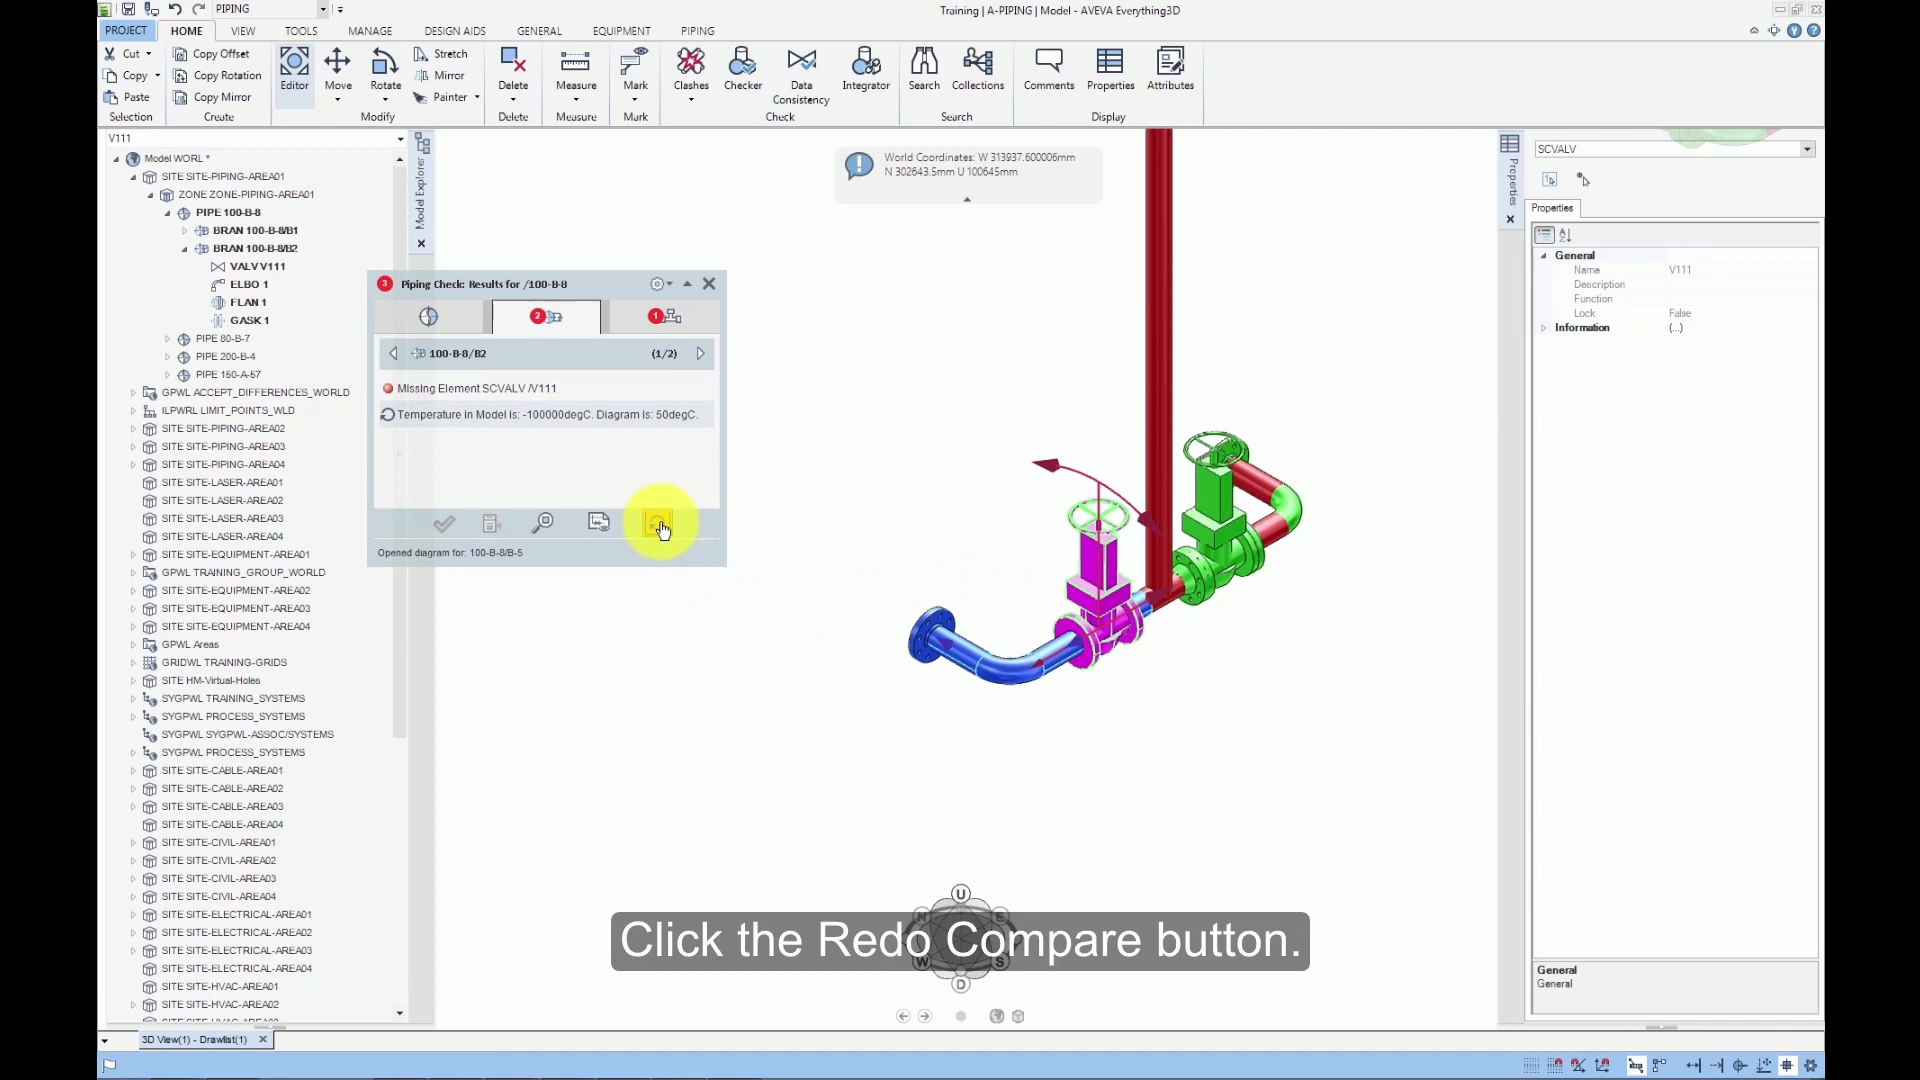 PIPING
Training | A-PIPING | Model - AVEVA Everything3D
PROJECT HOME VIEW TOOLS MANAGE DESIGN AIDS GENERAL EQUIPMENT PIPING
Cut Copy Offset Stretch
Copy Copy Rotation Mirror
Paste Copy Mirror Painter
Editor Move Rotate Delete Measure Mark Clashes Checker Data Consistency Integrator Search Collections Comments Properties Attributes
Selection Create Modify Delete Measure Mark Check Search Display
V111
Model WORL *
SITE SITE-PIPING-AREA01
ZONE ZONE-PIPING-AREA01
PIPE 100-B-8
BRAN 100-B-8/B1
BRAN 100-B-8/B2
VALV V111
ELBO 1
FLAN 1
GASK 1
PIPE 80-B-7
PIPE 200-B-4
PIPE 150-A-57
GPWL ACCEPT_DIFFERENCES_WORLD
ILPWRL LIMIT_POINTS_WLD
SITE SITE-PIPING-AREA02
SITE SITE-PIPING-AREA03
SITE SITE-PIPING-AREA04
SITE SITE-LASER-AREA01
SITE SITE-LASER-AREA02
SITE SITE-LASER-AREA03
SITE SITE-LASER-AREA04
SITE SITE-EQUIPMENT-AREA01
GPWL TRAINING_GROUP_WORLD
SITE SITE-EQUIPMENT-AREA02
SITE SITE-EQUIPMENT-AREA03
SITE SITE-EQUIPMENT-AREA04
GPWL Areas
GRIDWL TRAINING-GRIDS
SITE HM-Virtual-Holes
SYGPWL TRAINING_SYSTEMS
SYGPWL PROCESS_SYSTEMS
SYGPWL SYGPWL-ASSOC/SYSTEMS
SYGPWL PROCESS_SYSTEMS
SITE SITE-CABLE-AREA01
SITE SITE-CABLE-AREA02
SITE SITE-CABLE-AREA03
SITE SITE-CABLE-AREA04
SITE SITE-CIVIL-AREA01
SITE SITE-CIVIL-AREA02
SITE SITE-CIVIL-AREA03
SITE SITE-CIVIL-AREA04
SITE SITE-ELECTRICAL-AREA01
SITE SITE-ELECTRICAL-AREA02
SITE SITE-ELECTRICAL-AREA03
SITE SITE-ELECTRICAL-AREA04
SITE SITE-HVAC-AREA01
SITE SITE-HVAC-AREA02
Model Explorer
3 Piping Check: Results for /100-B-8
2 1
100-B-8/B2 (1/2)
Missing Element SCVALV /V111
Temperature in Model is: -100000degC. Diagram is: 50degC.
Opened diagram for: 100-B-8/B-5
World Coordinates: W 313937.600006mm
N 302643.5mm U 100645mm
Properties
SCVALV
Properties
General
Name V111
Description
Function
Lock False
Information (...)
General
General
U
N E
W S
D
Click the Redo Compare button.
3D View(1) - Drawlist(1)